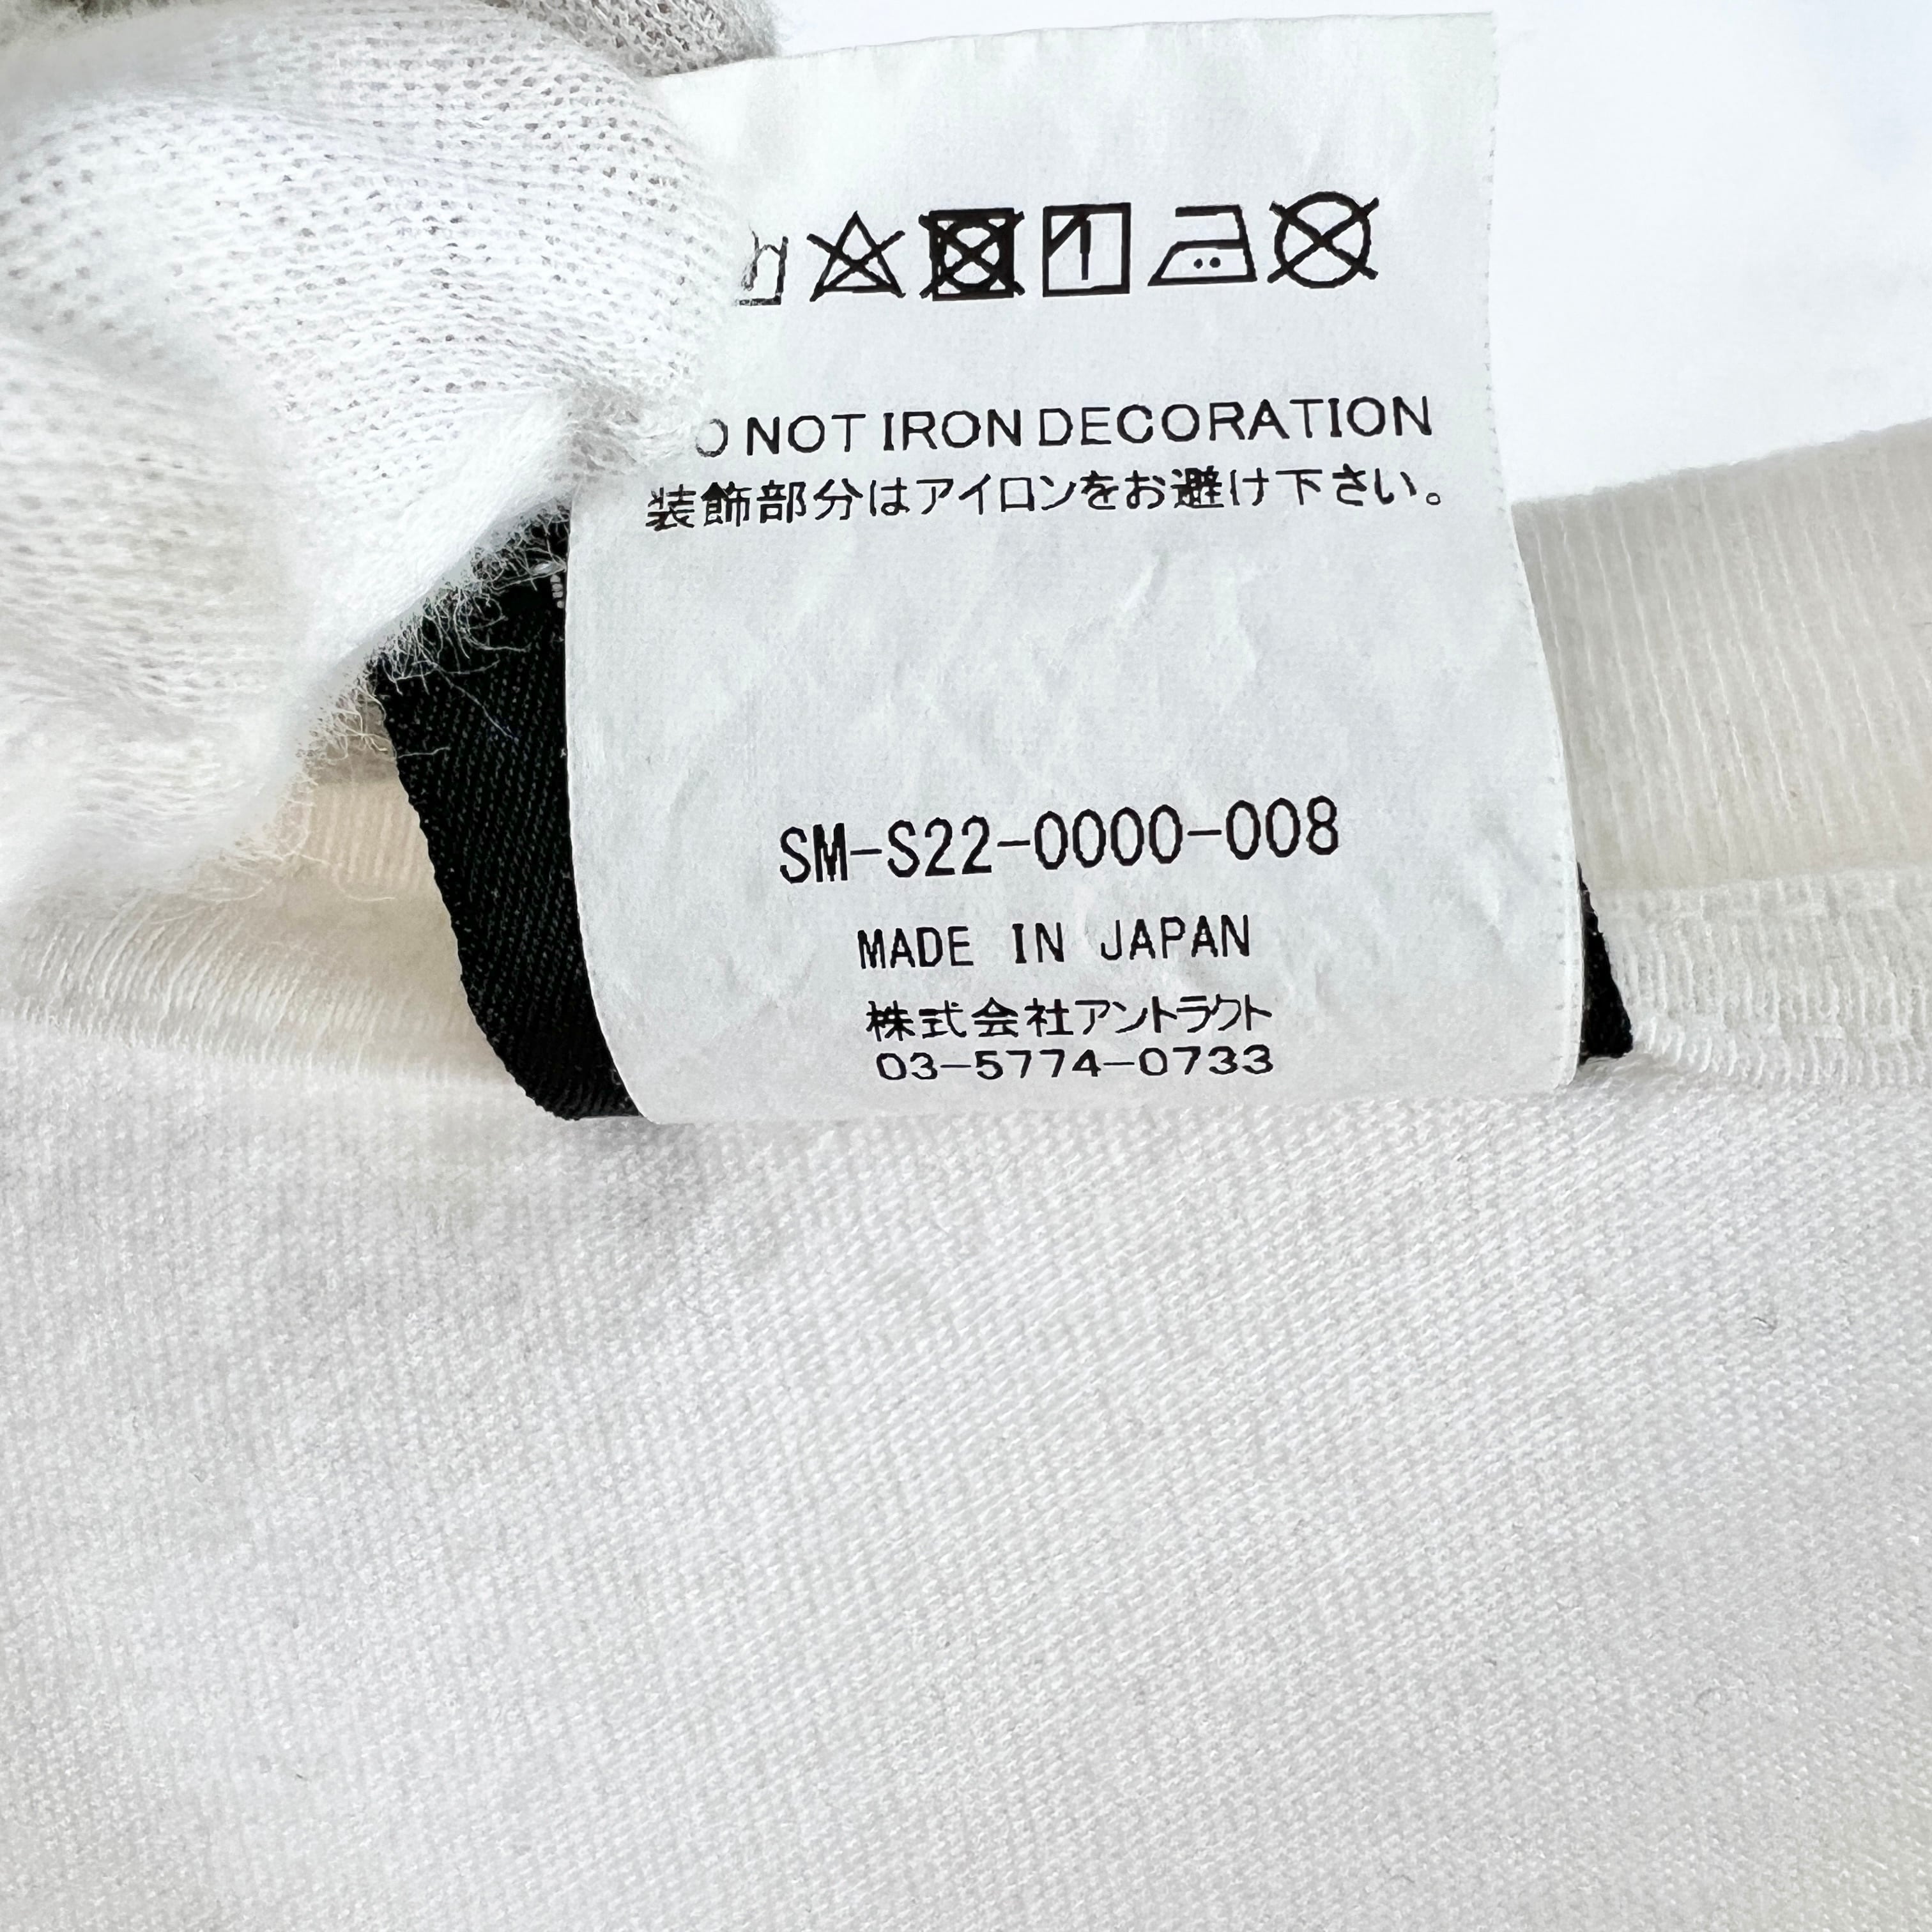 NOT IRON DECORATION
装飾部分はアイロンをお避け下さい。
SM-S22-0000-008
MADE IN JAPAN
株式会社アントラクト
03-5774-0733